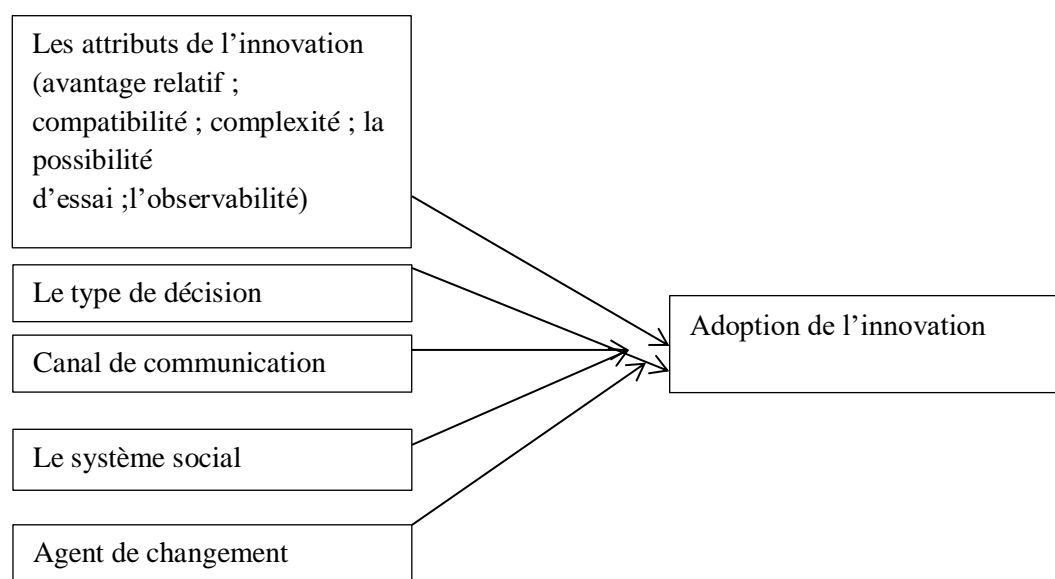 Les attributs de l’innovation
(avantage relatif ;
compatibilité ; complexité ; la
possibilité
d’essai ;l’observabilité)
Le type de décision
Canal de communication
Le système social
Agent de changement
Adoption de l’innovation